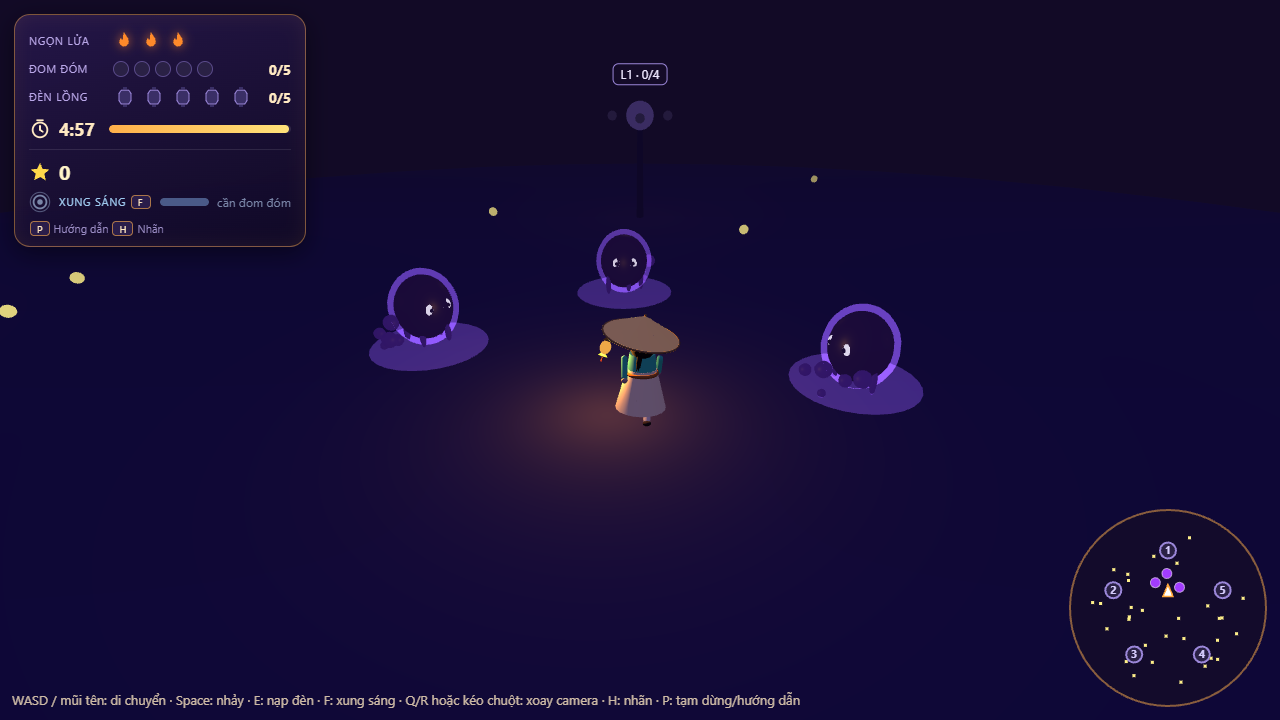 NGỌN LỬA
ĐOM ĐÓM 0/5
ĐÈN LỒNG 0/5
4:57
0
XUNG SÁNG F cần đom đóm
P Hướng dẫn H Nhãn
L1 · 0/4
1
2
5
3
4
WASD / mũi tên: di chuyển · Space: nhảy · E: nạp đèn · F: xung sáng · Q/R hoặc kéo chuột: xoay camera · H: nhãn · P: tạm dừng/hướng dẫn